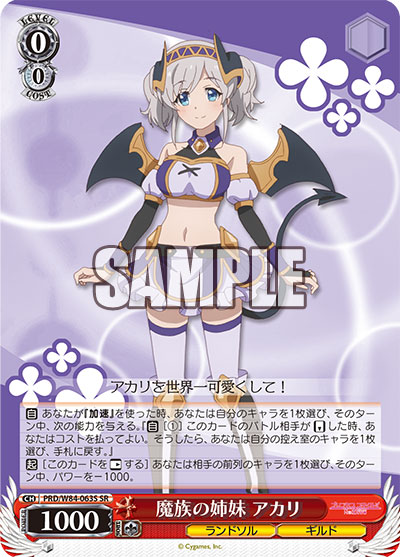 LEVEL
0
0
COST
SAMPLE
アカリを世界一可愛くして！
自 あなたが『加速』を使った時、あなたは自分のキャラを1枚選び、そのターン中、次の能力を与える。『自 [①] このカードのバトル相手が した時、あなたはコストを払ってよい。そうしたら、あなたは自分の控え室のキャラを1枚選び、手札に戻す。』
起 [このカードを する] あなたは相手の前列のキャラを1枚選び、そのターン中、パワーを－1000。
CH PRD/W84-063S SR
1000
魔族の姉妹 アカリ
ランドソル
ギルド
© Cygames, Inc.